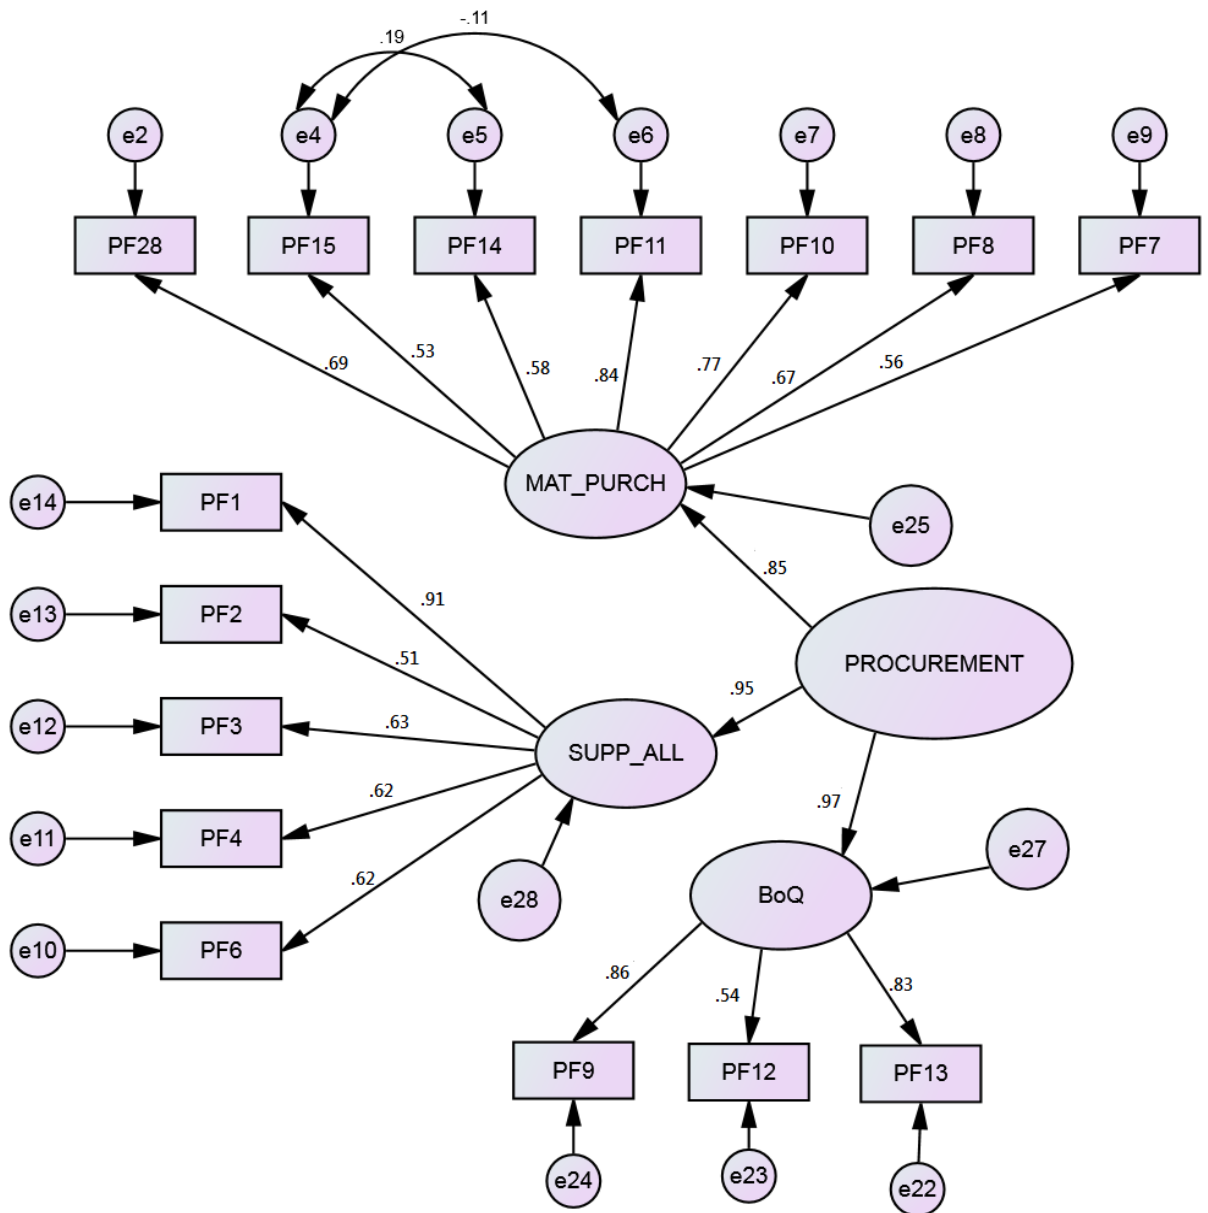 -.11
.19
e2
e4
e5
e6
e7
e8
e9
PF28
PF15
PF14
PF11
PF10
PF8
PF7
.69
.53
.58
.84
.77
.67
.56
MAT_PURCH
e14
PF1
e25
.85
.91
e13
PF2
.51
PROCUREMENT
.95
e12
PF3
.63
SUPP_ALL
.62
.97
e11
PF4
e27
.62
e28
BoQ
e10
PF6
.86
.54
.83
PF9
PF12
PF13
e24
e23
e22